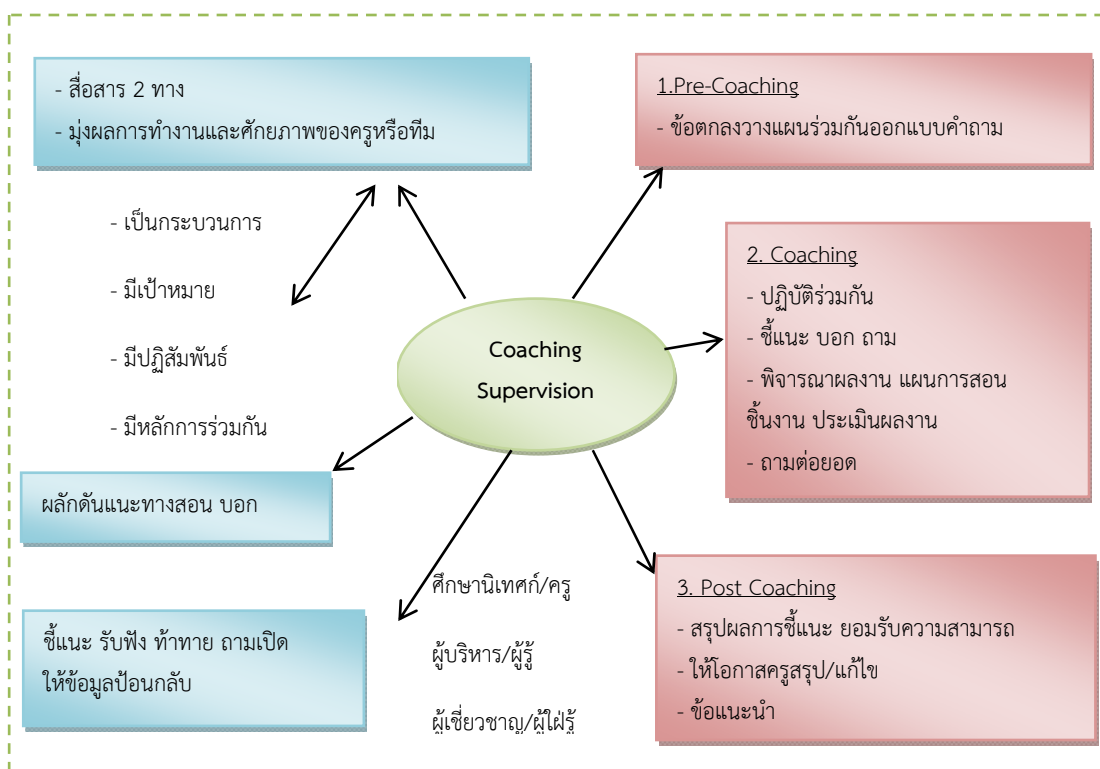 - สื่อสาร 2 ทาง
- มุ่งผลการทำงานและศักยภาพของครูหรือทีม
- เป็นกระบวนการ
- มีเป้าหมาย
- มีปฏิสัมพันธ์
- มีหลักการร่วมกัน
ผลักดันแนะทางสอน บอก
ชี้แนะ รับฟัง ท้าทาย ถามเปิด
ให้ข้อมูลป้อนกลับ
Coaching
Supervision
ศึกษานิเทศก์/ครู
ผู้บริหาร/ผู้รู้
ผู้เชี่ยวชาญ/ผู้ใฝ่รู้
1.Pre-Coaching
- ข้อตกลงวางแผนร่วมกันออกแบบคำถาม
2. Coaching
- ปฏิบัติร่วมกัน
- ชี้แนะ บอก ถาม
- พิจารณาผลงาน แผนการสอน
ชิ้นงาน ประเมินผลงาน
- ถามต่อยอด
3. Post Coaching
- สรุปผลการชี้แนะ ยอมรับความสามารถ
- ให้โอกาสครูสรุป/แก้ไข
- ข้อแนะนำ